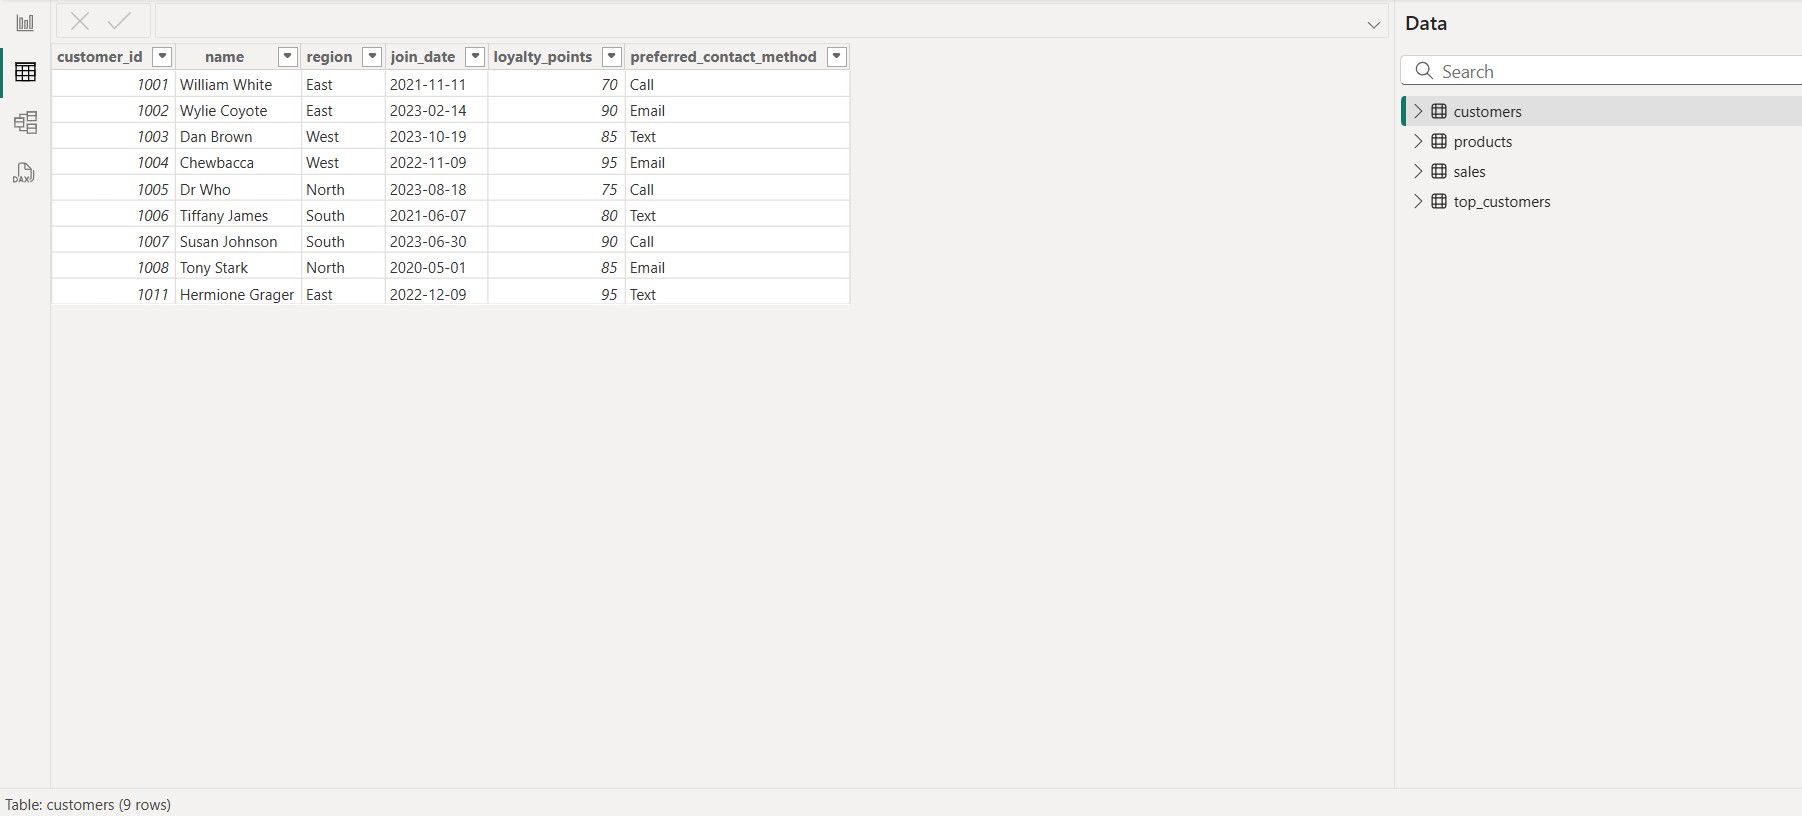 Data
customer_id name region join_date loyalty_points preferred_contact_method
1001 William White East 2021-11-11 70 Call
1002 Wylie Coyote East 2023-02-14 90 Email
1003 Dan Brown West 2023-10-19 85 Text
1004 Chewbacca West 2022-11-09 95 Email
1005 Dr Who North 2023-08-18 75 Call
1006 Tiffany James South 2021-06-07 80 Text
1007 Susan Johnson South 2023-06-30 90 Call
1008 Tony Stark North 2020-05-01 85 Email
1011 Hermione Grager East 2022-12-09 95 Text
DAX
Search
customers
products
sales
top_customers
Table: customers (9 rows)